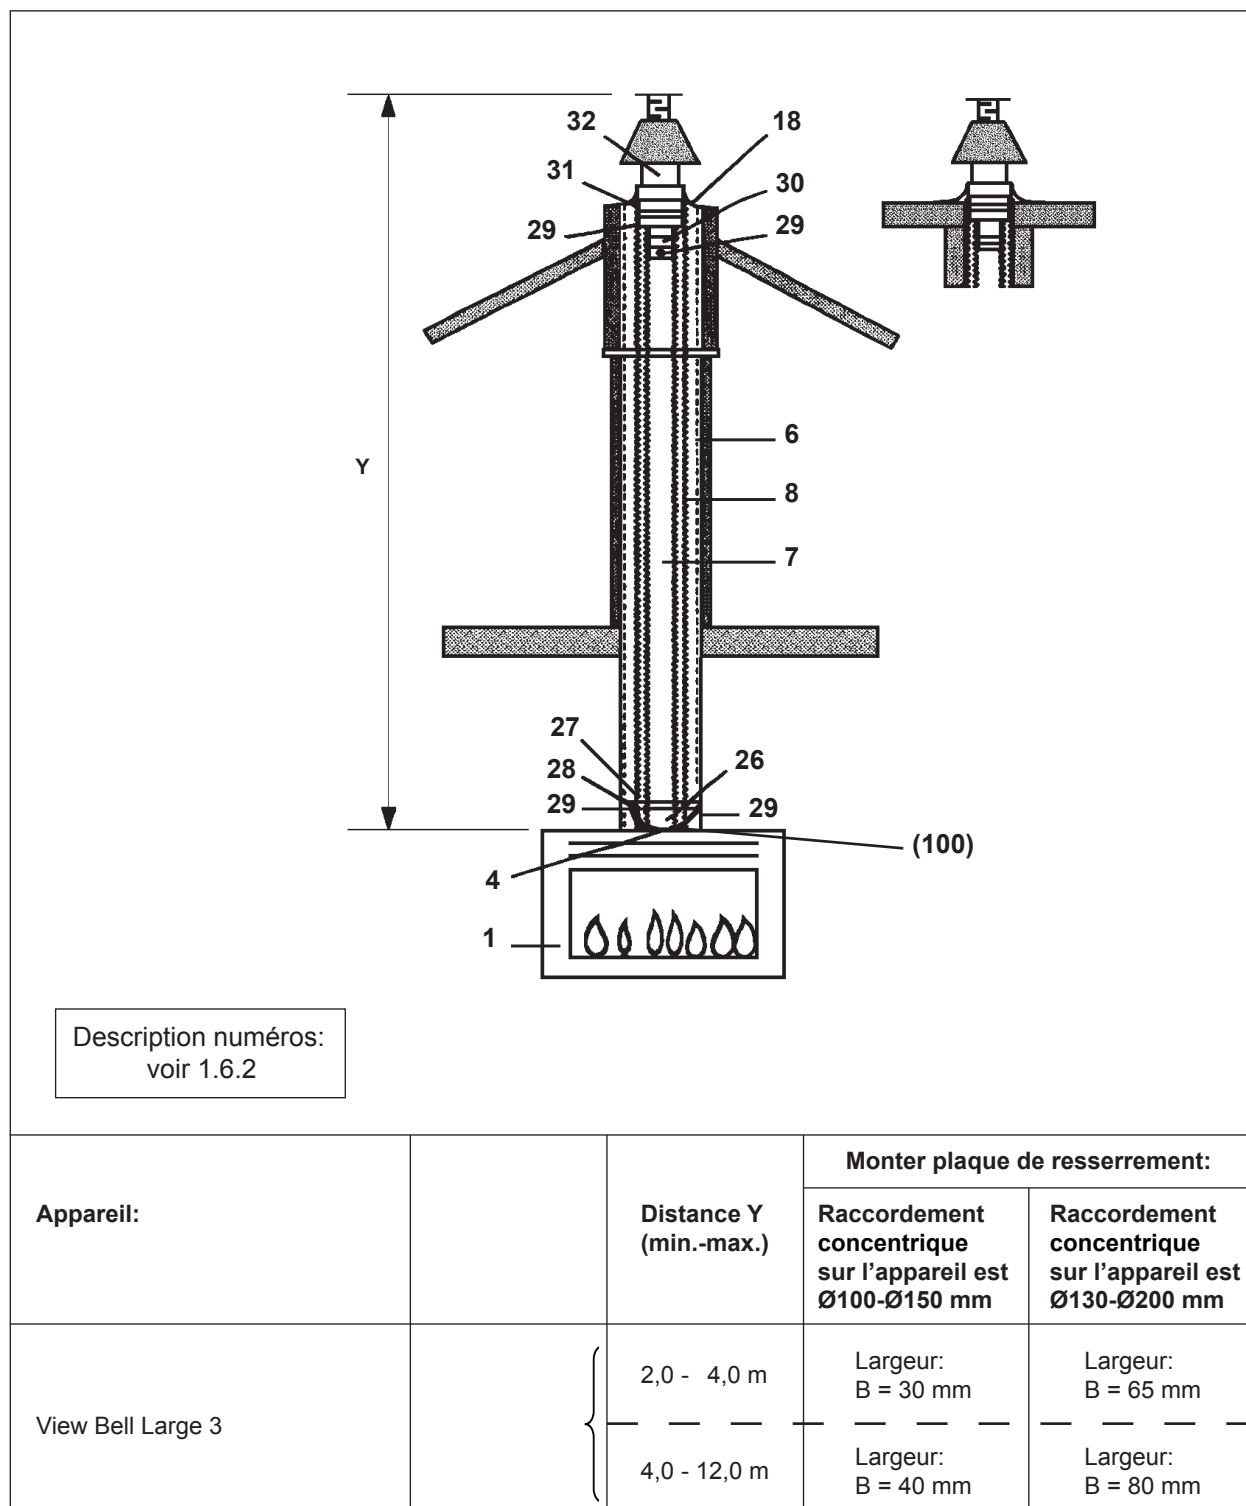 32
18
31
30
29
29
6
Y
8
7
27
26
28
29
29
(100)
4
1
Description numéros:
voir 1.6.2
Monter plaque de resserrement:
Appareil:
Distance Y
(min.-max.)
Raccordement
concentrique
sur l’appareil est
Ø100-Ø150 mm
Raccordement
concentrique
sur l’appareil est
Ø130-Ø200 mm
View Bell Large 3
2,0 - 4,0 m
Largeur:
B = 30 mm
Largeur:
B = 65 mm
4,0 - 12,0 m
Largeur:
B = 40 mm
Largeur:
B = 80 mm